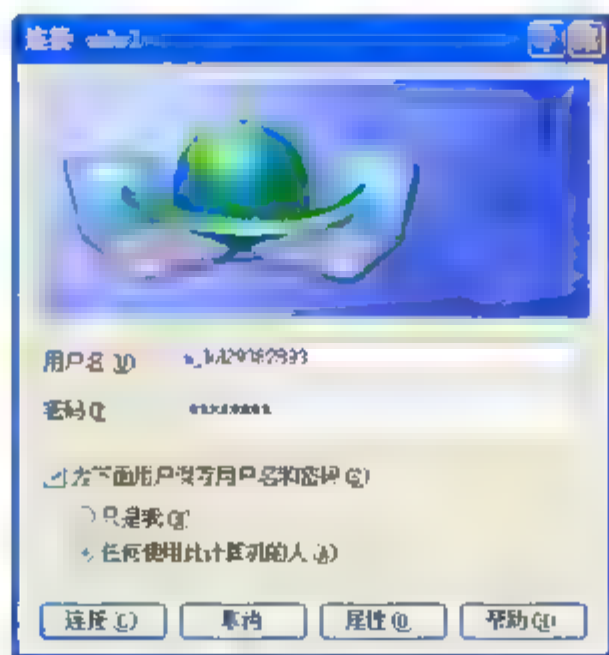 连接
用户名(U)
密码(P)
为下面用户保存用户名和密码(S)
只是我(N)
任何使用此计算机的人(A)
连接(C) 取消 属性(O) 帮助(H)